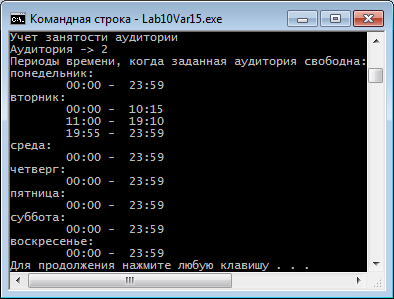 Командная строка - Lab10Var15.exe
Учет занятости аудитории
Аудитория -> 2
Периоды времени, когда заданная аудитория свободна:
понедельник:
00:00 - 23:59
вторник:
00:00 - 10:15
11:00 - 19:10
19:55 - 23:59
среда:
00:00 - 23:59
четверг:
00:00 - 23:59
пятница:
00:00 - 23:59
суббота:
00:00 - 23:59
воскресенье:
00:00 - 23:59
Для продолжения нажмите любую клавишу . . .